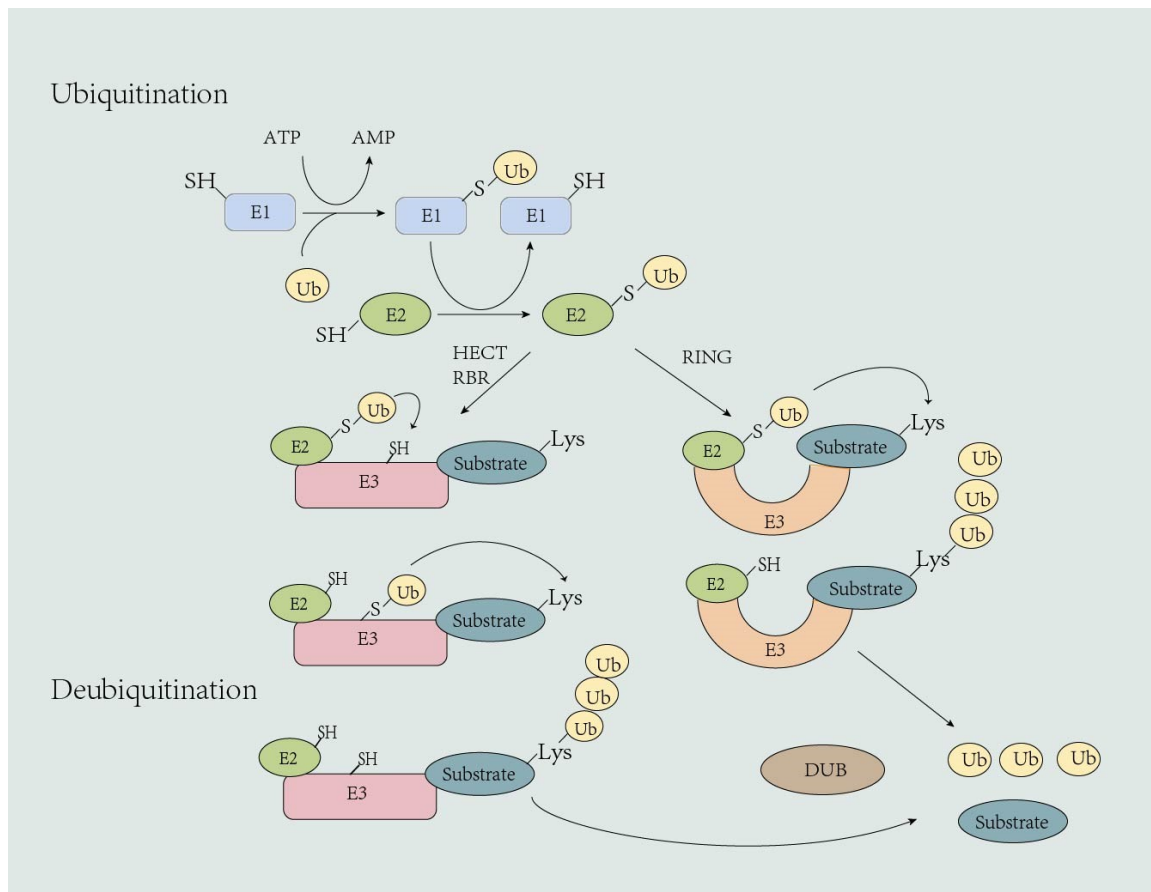 Ubiquitination
ATP
AMP
SH
E1
S
Ub
E1
SH
E1
Ub
SH
E2
E2
S
Ub
HECT
RBR
RING
E2
S
Ub
SH
E3
Substrate
Lys
E2
S
Ub
Substrate
Lys
E3
Ub
Ub
Ub
E2
SH
S
Ub
E3
Substrate
Lys
E2
SH
Substrate
Lys
E3
Deubiquitination
E2
SH
SH
E3
Substrate
Lys
Ub
Ub
Ub
DUB
Ub
Ub
Ub
Substrate